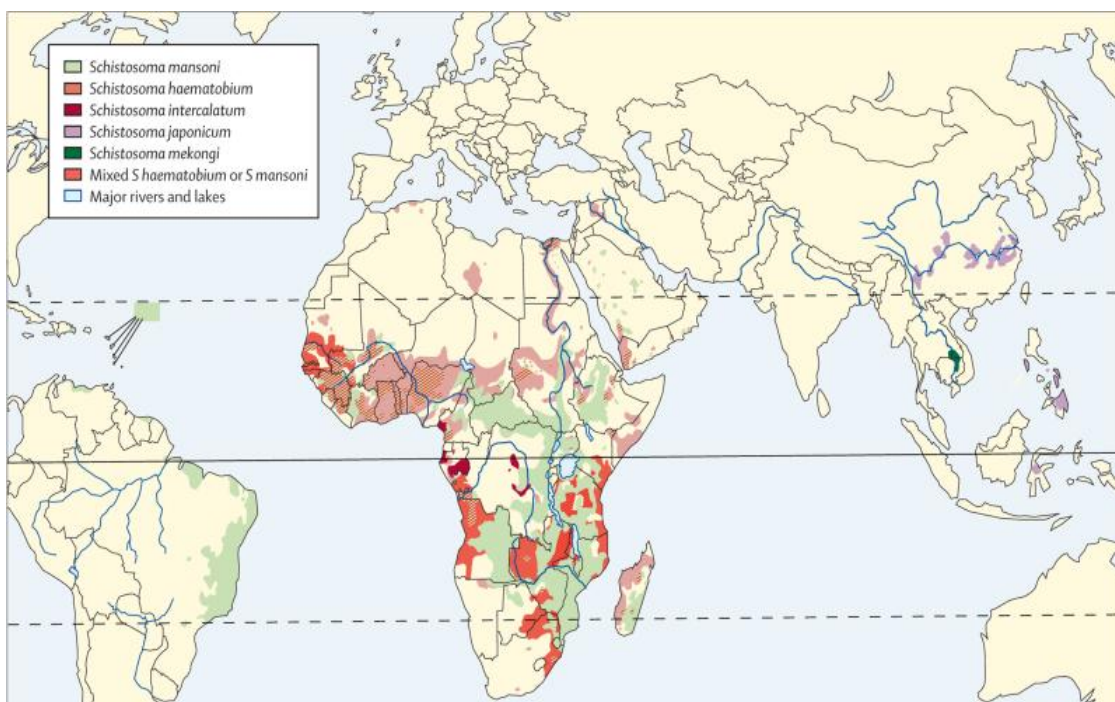 Schistosoma mansoni
Schistosoma haematobium
Schistosoma intercalatum
Schistosoma japonicum
Schistosoma mekongi
Mixed S haematobium or S mansoni
Major rivers and lakes